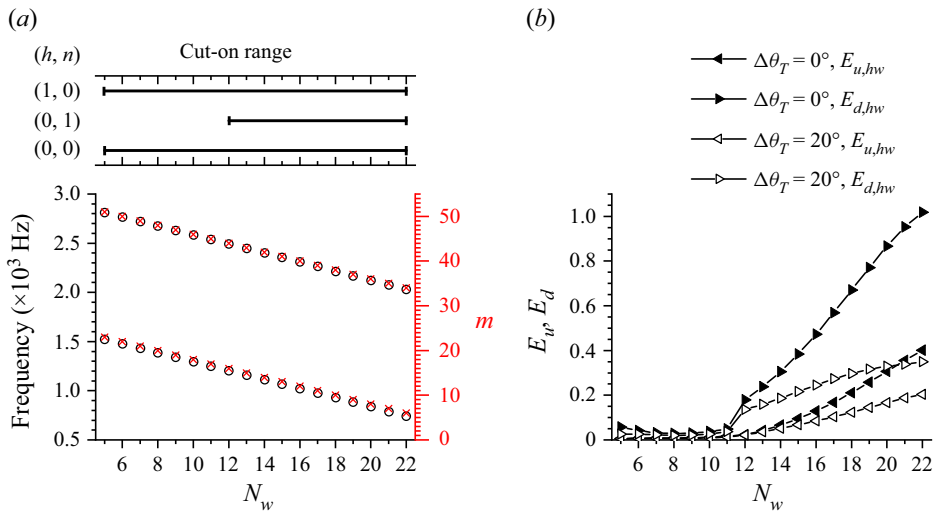 (a)
(h, n)
Cut-on range
(1, 0)
(0, 1)
(0, 0)
3.0
2.5
2.0
1.5
1.0
0.5
Frequency (×10³ Hz)
50
40
30
20
10
0
m
6 8 10 12 14 16 18 20 22
N_w
(b)
Δθ_T = 0°, E_u,hw
Δθ_T = 0°, E_d,hw
Δθ_T = 20°, E_u,hw
Δθ_T = 20°, E_d,hw
1.0
0.8
0.6
0.4
0.2
0
E_u, E_d
6 8 10 12 14 16 18 20 22
N_w